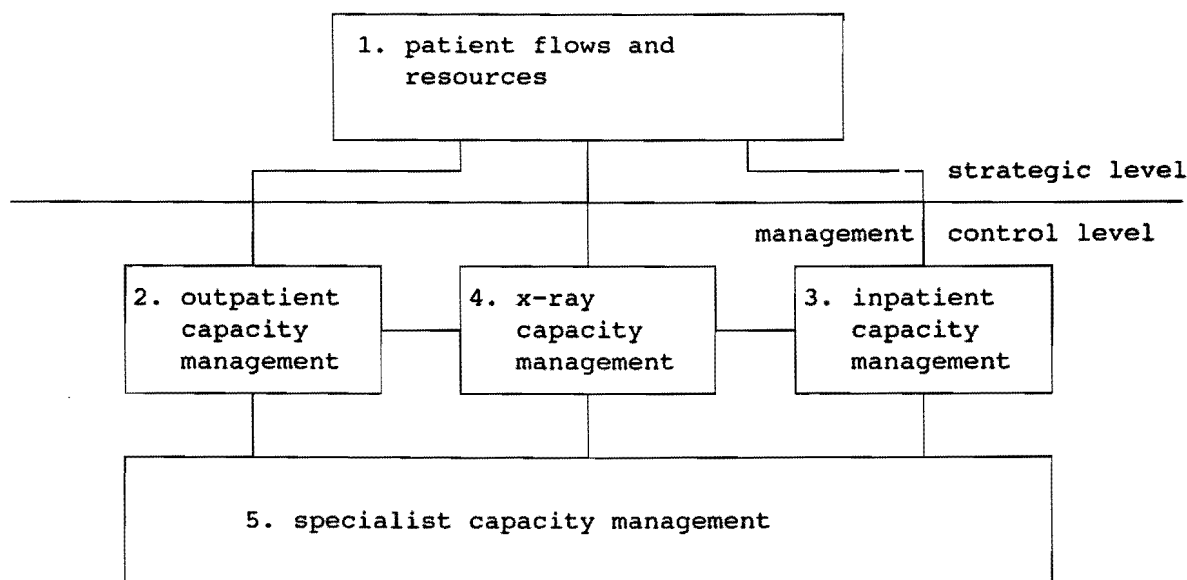 1. patient flows and
resources
strategic level
management control level
2. outpatient
capacity
management
4. x-ray
capacity
management
3. inpatient
capacity
management
5. specialist capacity management